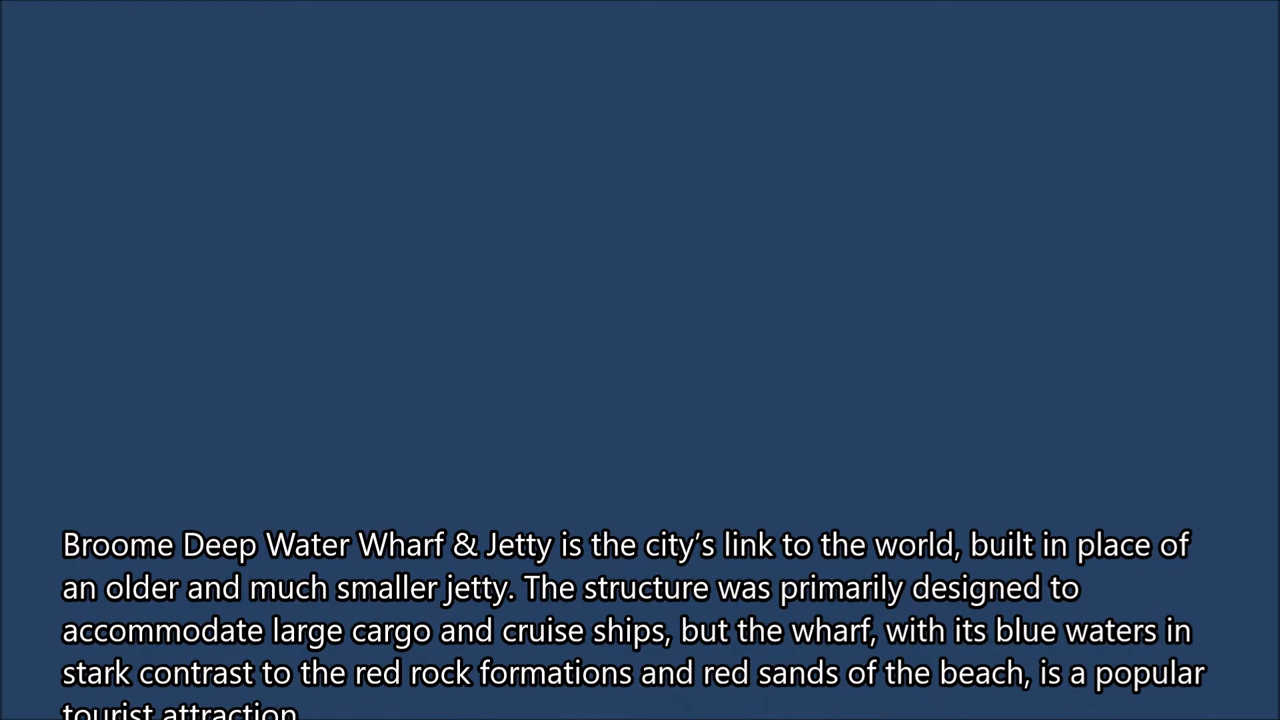 Broome Deep Water Wharf & Jetty is the city’s link to the world, built in place of
an older and much smaller jetty. The structure was primarily designed to
accommodate large cargo and cruise ships, but the wharf, with its blue waters in
stark contrast to the red rock formations and red sands of the beach, is a popular
tourist attraction.